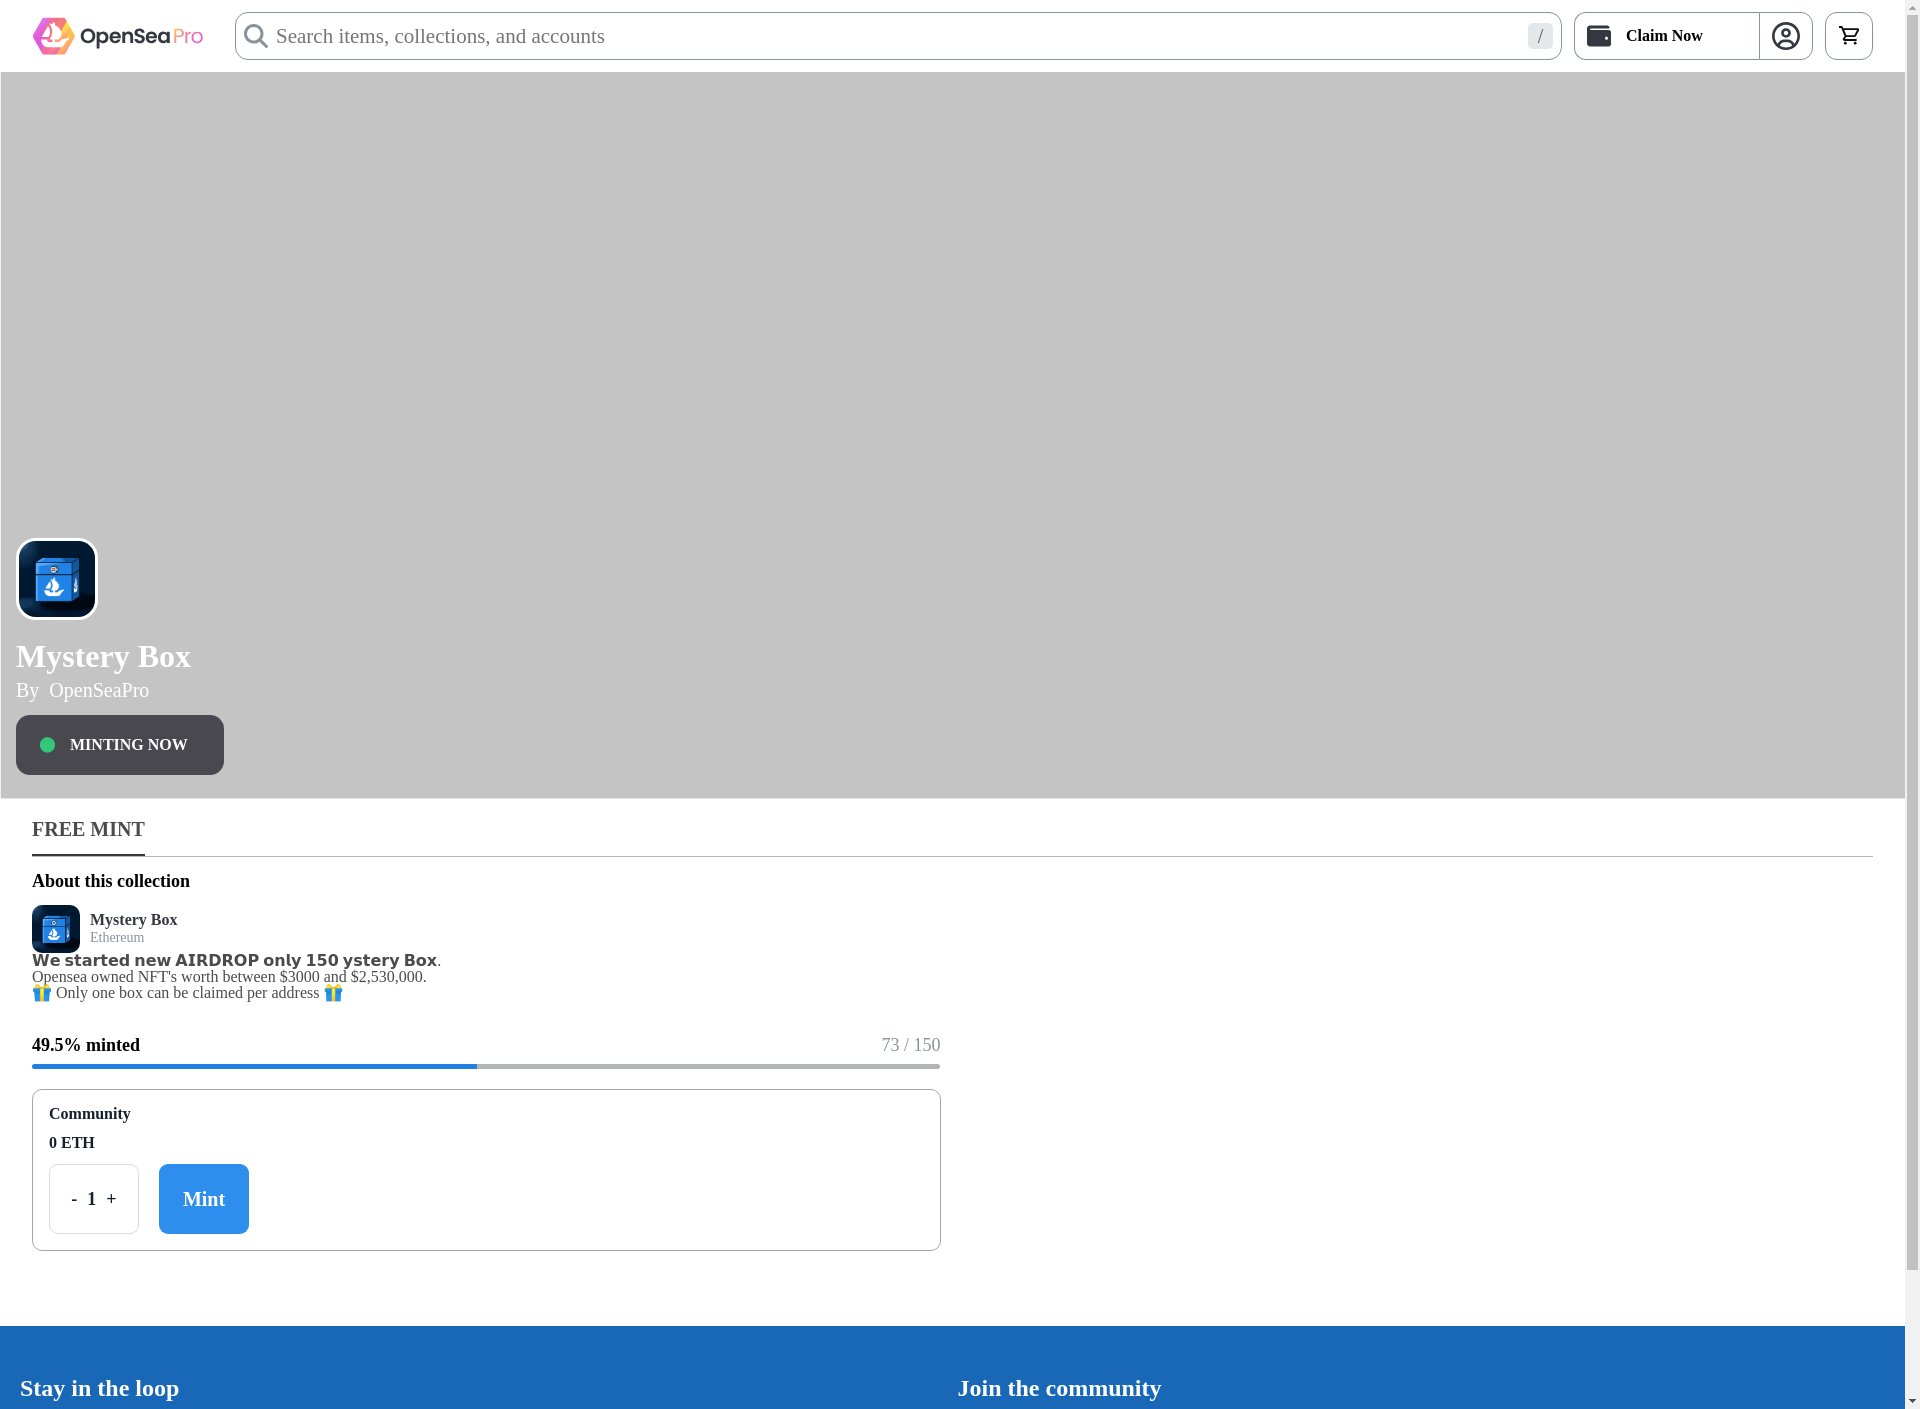 OpenSea Pro
Search items, collections, and accounts
/
Claim Now
Mystery Box
By OpenSeaPro
MINTING NOW
FREE MINT
About this collection
Mystery Box
Ethereum
We started new AIRDROP only 150 ystery Box.
Opensea owned NFT's worth between $3000 and $2,530,000.
🎁 Only one box can be claimed per address 🎁
49.5% minted
73 / 150
Community
0 ETH
- 1 +
Mint
Stay in the loop
Join the community